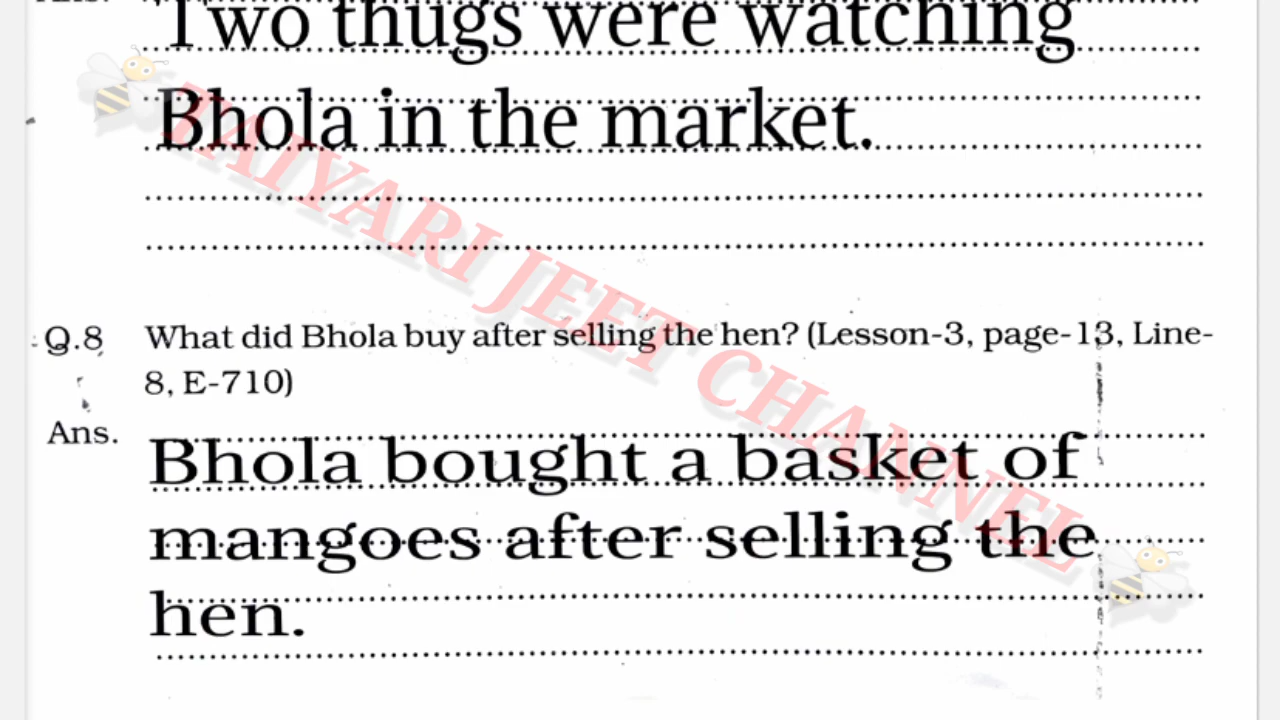 Two thugs were watching
Bhola in the market.
Q.8 What did Bhola buy after selling the hen? (Lesson-3, page-13, Line-
8, E-710)
Ans. Bhola bought a basket of
mangoes after selling the
hen.
TAIYARI JEET CHANNEL